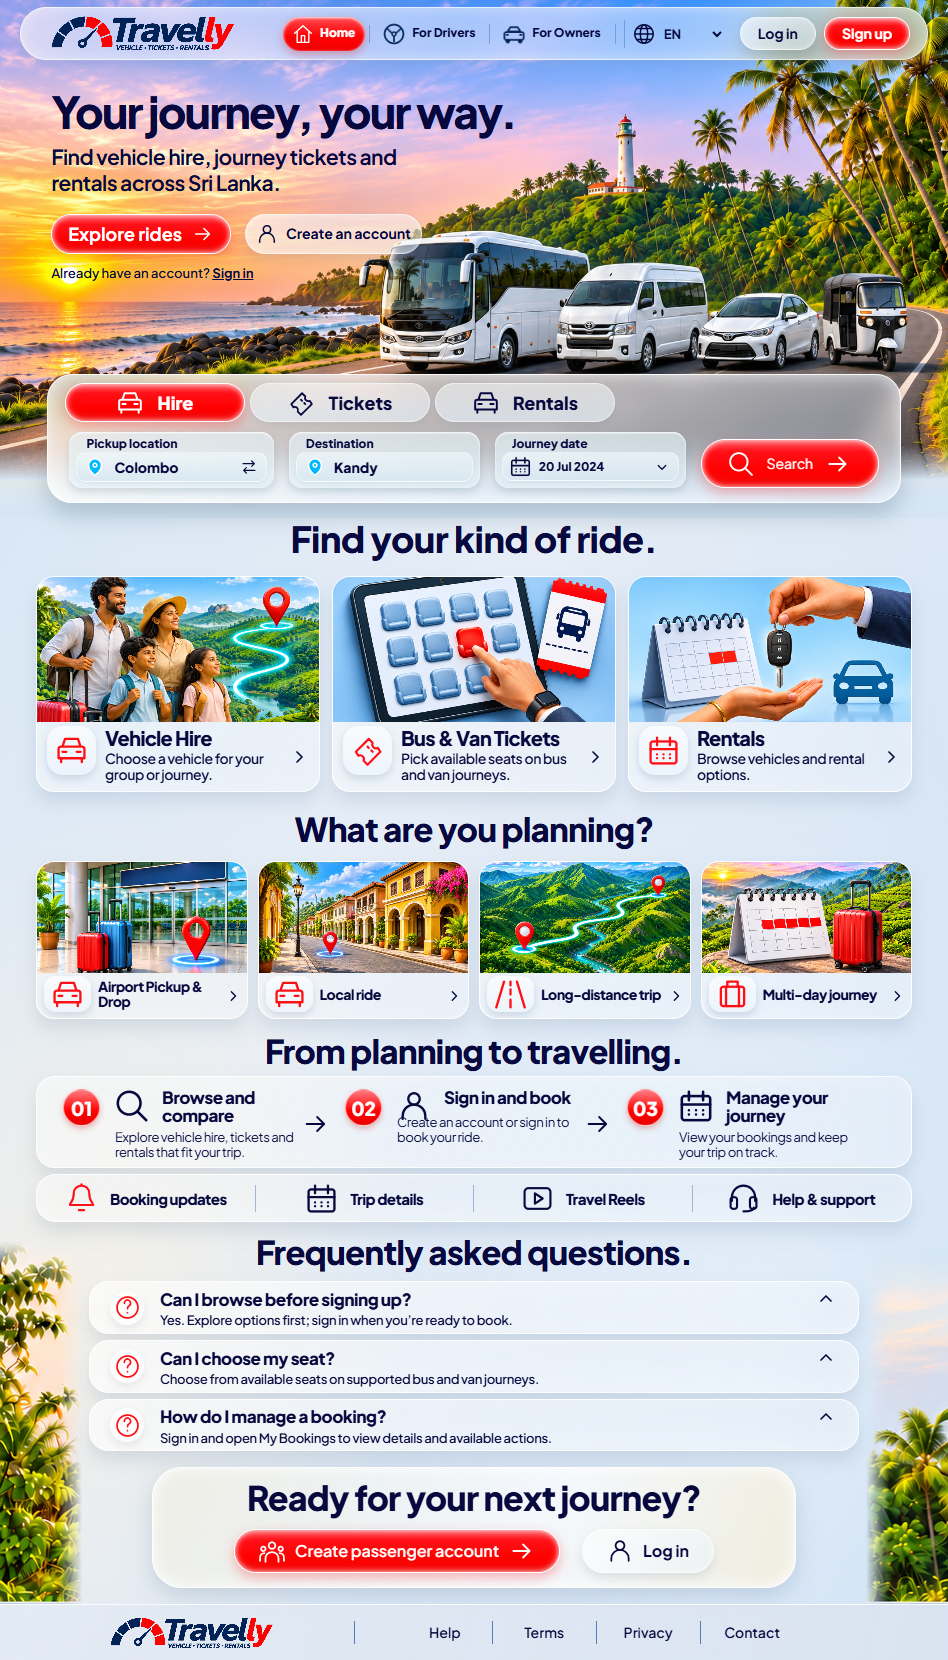 Travelly
VEHICLE • TICKETS • RENTALS
Home
For Drivers
For Owners
EN
Log in
Sign up
Your journey, your way.
Find vehicle hire, journey tickets and
rentals across Sri Lanka.
Explore rides
Create an account
Already have an account? Sign in
Hire
Tickets
Rentals
Pickup location
Colombo
Destination
Kandy
Journey date
20 Jul 2024
Search
Find your kind of ride.
Vehicle Hire
Choose a vehicle for your
group or journey.
Bus & Van Tickets
Pick available seats on bus
and van journeys.
Rentals
Browse vehicles and rental
options.
What are you planning?
Airport Pickup &
Drop
Local ride
Long-distance trip
Multi-day journey
From planning to travelling.
01
Browse and
compare
Explore vehicle hire, tickets and
rentals that fit your trip.
02
Sign in and book
Create an account or sign in to
book your ride.
03
Manage your
journey
View your bookings and keep
your trip on track.
Booking updates
Trip details
Travel Reels
Help & support
Frequently asked questions.
Can I browse before signing up?
Yes. Explore options first; sign in when you're ready to book.
Can I choose my seat?
Choose from available seats on supported bus and van journeys.
How do I manage a booking?
Sign in and open My Bookings to view details and available actions.
Ready for your next journey?
Create passenger account
Log in
Travelly
VEHICLE • TICKETS • RENTALS
Help
Terms
Privacy
Contact